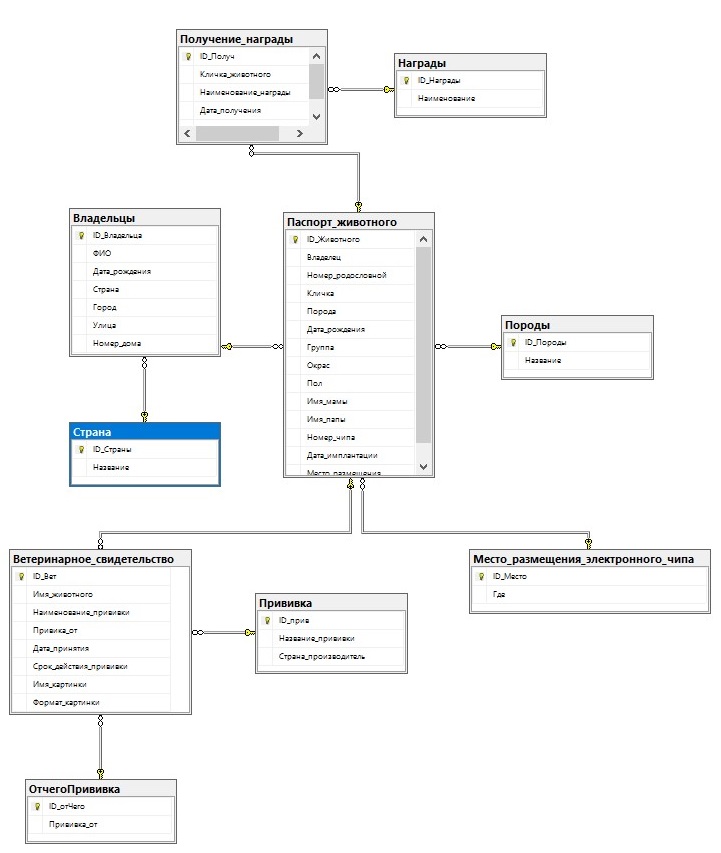 Получение_награды
ID_Получ
Кличка_животного
Наименование_награды
Дата_получения
Награды
ID_Награды
Наименование
Владельцы
ID_Владельца
ФИО
Дата_рождения
Страна
Город
Улица
Номер_дома
Паспорт_животного
ID_Животного
Владелец
Номер_родословной
Кличка
Порода
Дата_рождения
Группа
Окрас
Пол
Имя_мамы
Имя_папы
Номер_чипа
Дата_имплантации
Место_размещения
Породы
ID_Породы
Название
Страна
ID_Страны
Название
Ветеринарное_свидетельство
ID_Вет
Имя_животного
Наименование_прививки
Привика_от
Дата_принятия
Срок_действия_прививки
Имя_картинки
Формат_картинки
Прививка
ID_прив
Название_прививки
Страна_производитель
Место_размещения_электронного_чипа
ID_Место
Где
ОтчегоПрививка
ID_отЧего
Прививка_от